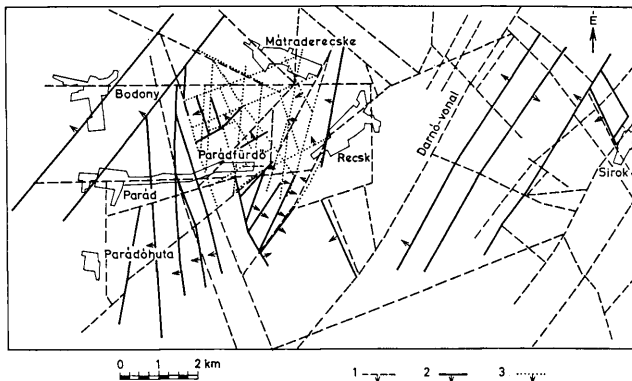 É
Mátraderecske
Bodony
Parádfürdő
Recsk
Darnó-vonal
Sirok
Parád
Parádóhuta
0 1 2 km
1 2 3